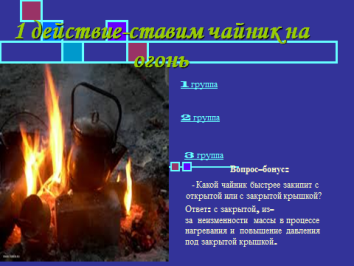 1 действие-ставим чайник на
огонь
1 группа
2 группа
3 группа
Вопрос-бонус:
- Какой чайник быстрее закипит с
открытой или с закрытой крышкой?
Ответ: с закрытой, из-
за неизменности массы в процессе
нагревания и повышение давления
под закрытой крышкой.